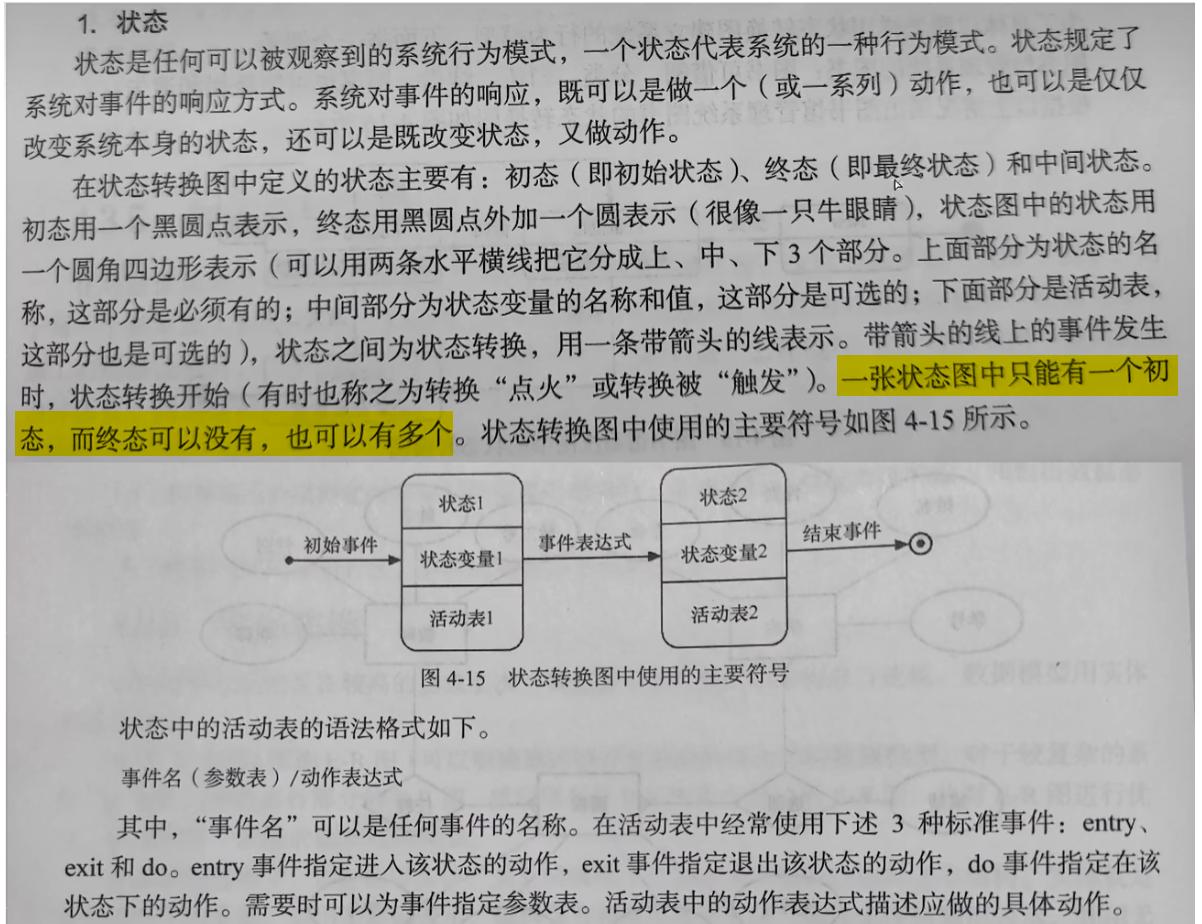 1. 状态
状态是任何可以被观察到的系统行为模式，一个状态代表系统的一种行为模式。状态规定了
系统对事件的响应方式。系统对事件的响应，既可以是做一个（或一系列）动作，也可以是仅仅
改变系统本身的状态，还可以是既改变状态，又做动作。
在状态转换图中定义的状态主要有：初态（即初始状态）、终态（即最终状态）和中间状态。
初态用一个黑圆点表示，终态用黑圆点外加一个圆表示（很像一只牛眼睛），状态图中的状态用
一个圆角四边形表示（可以用两条水平横线把它分成上、中、下3个部分。上面部分为状态的名
称，这部分是必须有的；中间部分为状态变量的名称和值，这部分是可选的；下面部分是活动表，
这部分也是可选的），状态之间为状态转换，用一条带箭头的线表示。带箭头的线上的事件发生
时，状态转换开始（有时也称之为转换“点火”或转换被“触发”）。一张状态图中只能有一个初
态，而终态可以没有，也可以有多个。状态转换图中使用的主要符号如图 4-15 所示。
状态1
状态2
初始事件
状态变量1
事件表达式
状态变量2
结束事件
活动表1
活动表2
图 4-15 状态转换图中使用的主要符号
状态中的活动表的语法格式如下。
事件名（参数表）/动作表达式
其中，“事件名”可以是任何事件的名称。在活动表中经常使用下述 3 种标准事件：entry、
exit 和 do。entry 事件指定进入该状态的动作，exit 事件指定退出该状态的动作，do 事件指定在该
状态下的动作。需要时可以为事件指定参数表。活动表中的动作表达式描述应做的具体动作。